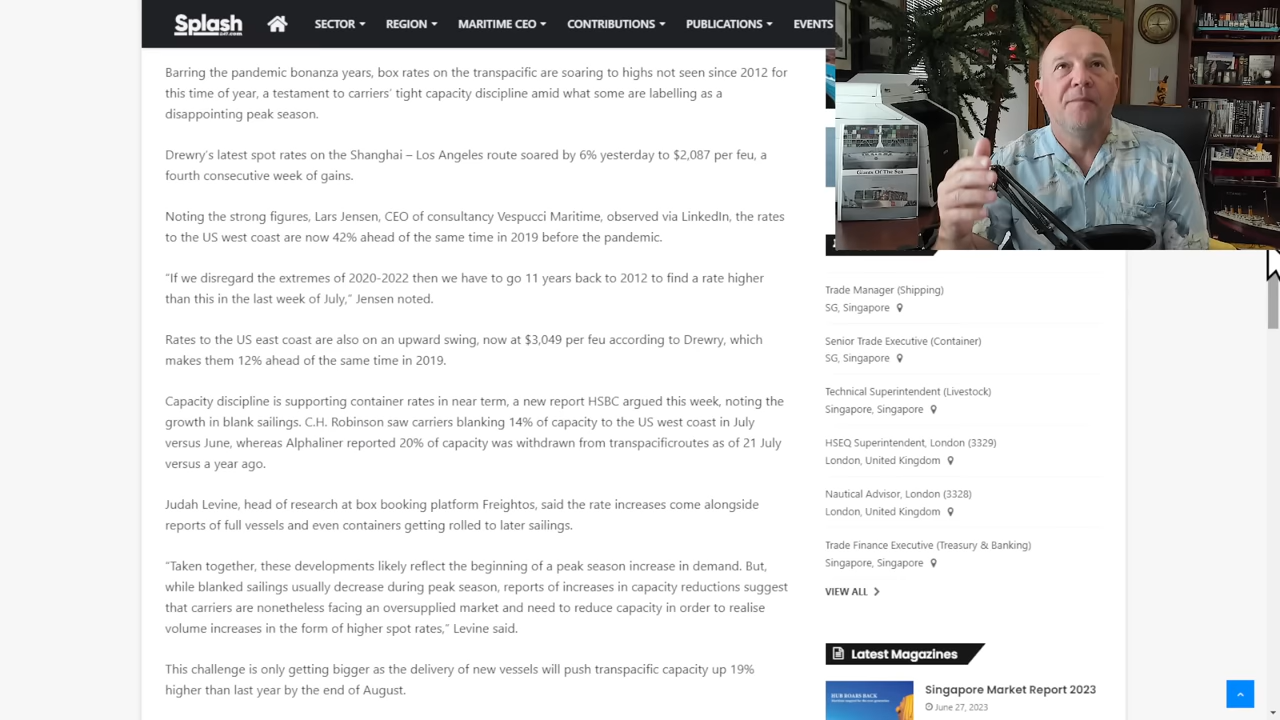 Splash
SECTOR
REGION
MARITIME CEO
CONTRIBUTIONS
PUBLICATIONS
EVENTS
Barring the pandemic bonanza years, box rates on the transpacific are soaring to highs not seen since 2012 for
this time of year, a testament to carriers' tight capacity discipline amid what some are labelling as a
disappointing peak season.
Drewry's latest spot rates on the Shanghai – Los Angeles route soared by 6% yesterday to $2,087 per feu, a
fourth consecutive week of gains.
Noting the strong figures, Lars Jensen, CEO of consultancy Vespucci Maritime, observed via LinkedIn, the rates
to the US west coast are now 42% ahead of the same time in 2019 before the pandemic.
"If we disregard the extremes of 2020-2022 then we have to go 11 years back to 2012 to find a rate higher
than this in the last week of July," Jensen noted.
Rates to the US east coast are also on an upward swing, now at $3,049 per feu according to Drewry, which
makes them 12% ahead of the same time in 2019.
Capacity discipline is supporting container rates in near term, a new report HSBC argued this week, noting the
growth in blank sailings. C.H. Robinson saw carriers blanking 14% of capacity to the US west coast in July
versus June, whereas Alphaliner reported 20% of capacity was withdrawn from transpacificroutes as of 21 July
versus a year ago.
Judah Levine, head of research at box booking platform Freightos, said the rate increases come alongside
reports of full vessels and even containers getting rolled to later sailings.
"Taken together, these developments likely reflect the beginning of a peak season increase in demand. But,
while blanked sailings usually decrease during peak season, reports of increases in capacity reductions suggest
that carriers are nonetheless facing an oversupplied market and need to reduce capacity in order to realise
volume increases in the form of higher spot rates," Levine said.
This challenge is only getting bigger as the delivery of new vessels will push transpacific capacity up 19%
higher than last year by the end of August.
Giants Of The Sea
Trade Manager (Shipping)
SG, Singapore
Senior Trade Executive (Container)
SG, Singapore
Technical Superintendent (Livestock)
Singapore, Singapore
HSEQ Superintendent, London (3329)
London, United Kingdom
Nautical Advisor, London (3328)
London, United Kingdom
Trade Finance Executive (Treasury & Banking)
Singapore, Singapore
VIEW ALL
Latest Magazines
HUB ROARS BACK
Singapore Market Report 2023
June 27, 2023